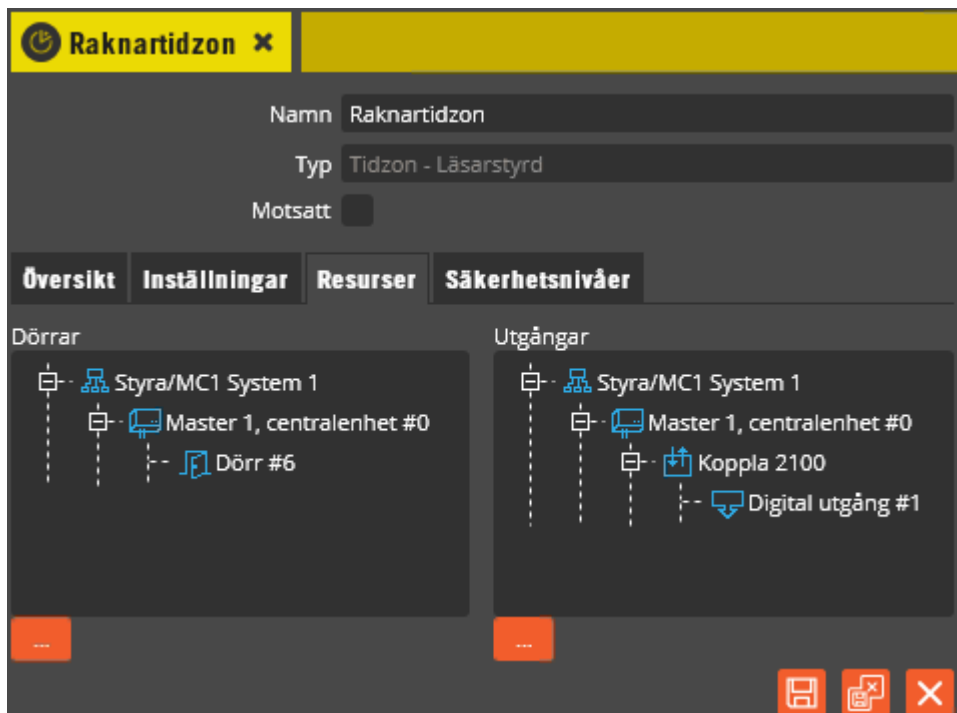 Raknartidzon
Namn Raknartidzon
Typ Tidzon - Läsarstyrd
Motsatt
Översikt Inställningar Resurser Säkerhetsnivåer
Dörrar
Styra/MC1 System 1
Master 1, centralenhet #0
Dörr #6
...
Utgångar
Styra/MC1 System 1
Master 1, centralenhet #0
Koppla 2100
Digital utgång #1
...